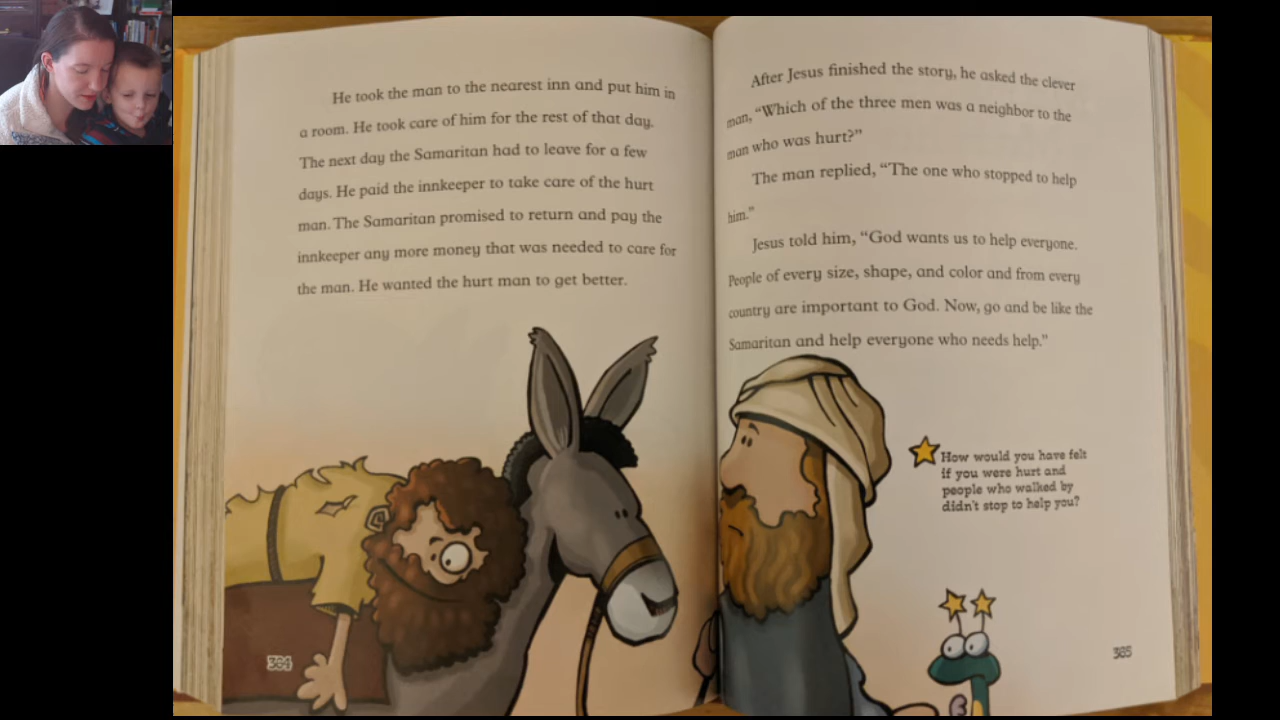 He took the man to the nearest inn and put him in
a room. He took care of him for the rest of that day.
The next day the Samaritan had to leave for a few
days. He paid the innkeeper to take care of the hurt
man. The Samaritan promised to return and pay the
innkeeper any more money that was needed to care for
the man. He wanted the hurt man to get better.
364
After Jesus finished the story, he asked the clever
man, “Which of the three men was a neighbor to the
man who was hurt?”
The man replied, “The one who stopped to help
him.”
Jesus told him, “God wants us to help everyone.
People of every size, shape, and color and from every
country are important to God. Now, go and be like the
Samaritan and help everyone who needs help.”
How would you have felt
if you were hurt and
people who walked by
didn't stop to help you?
365